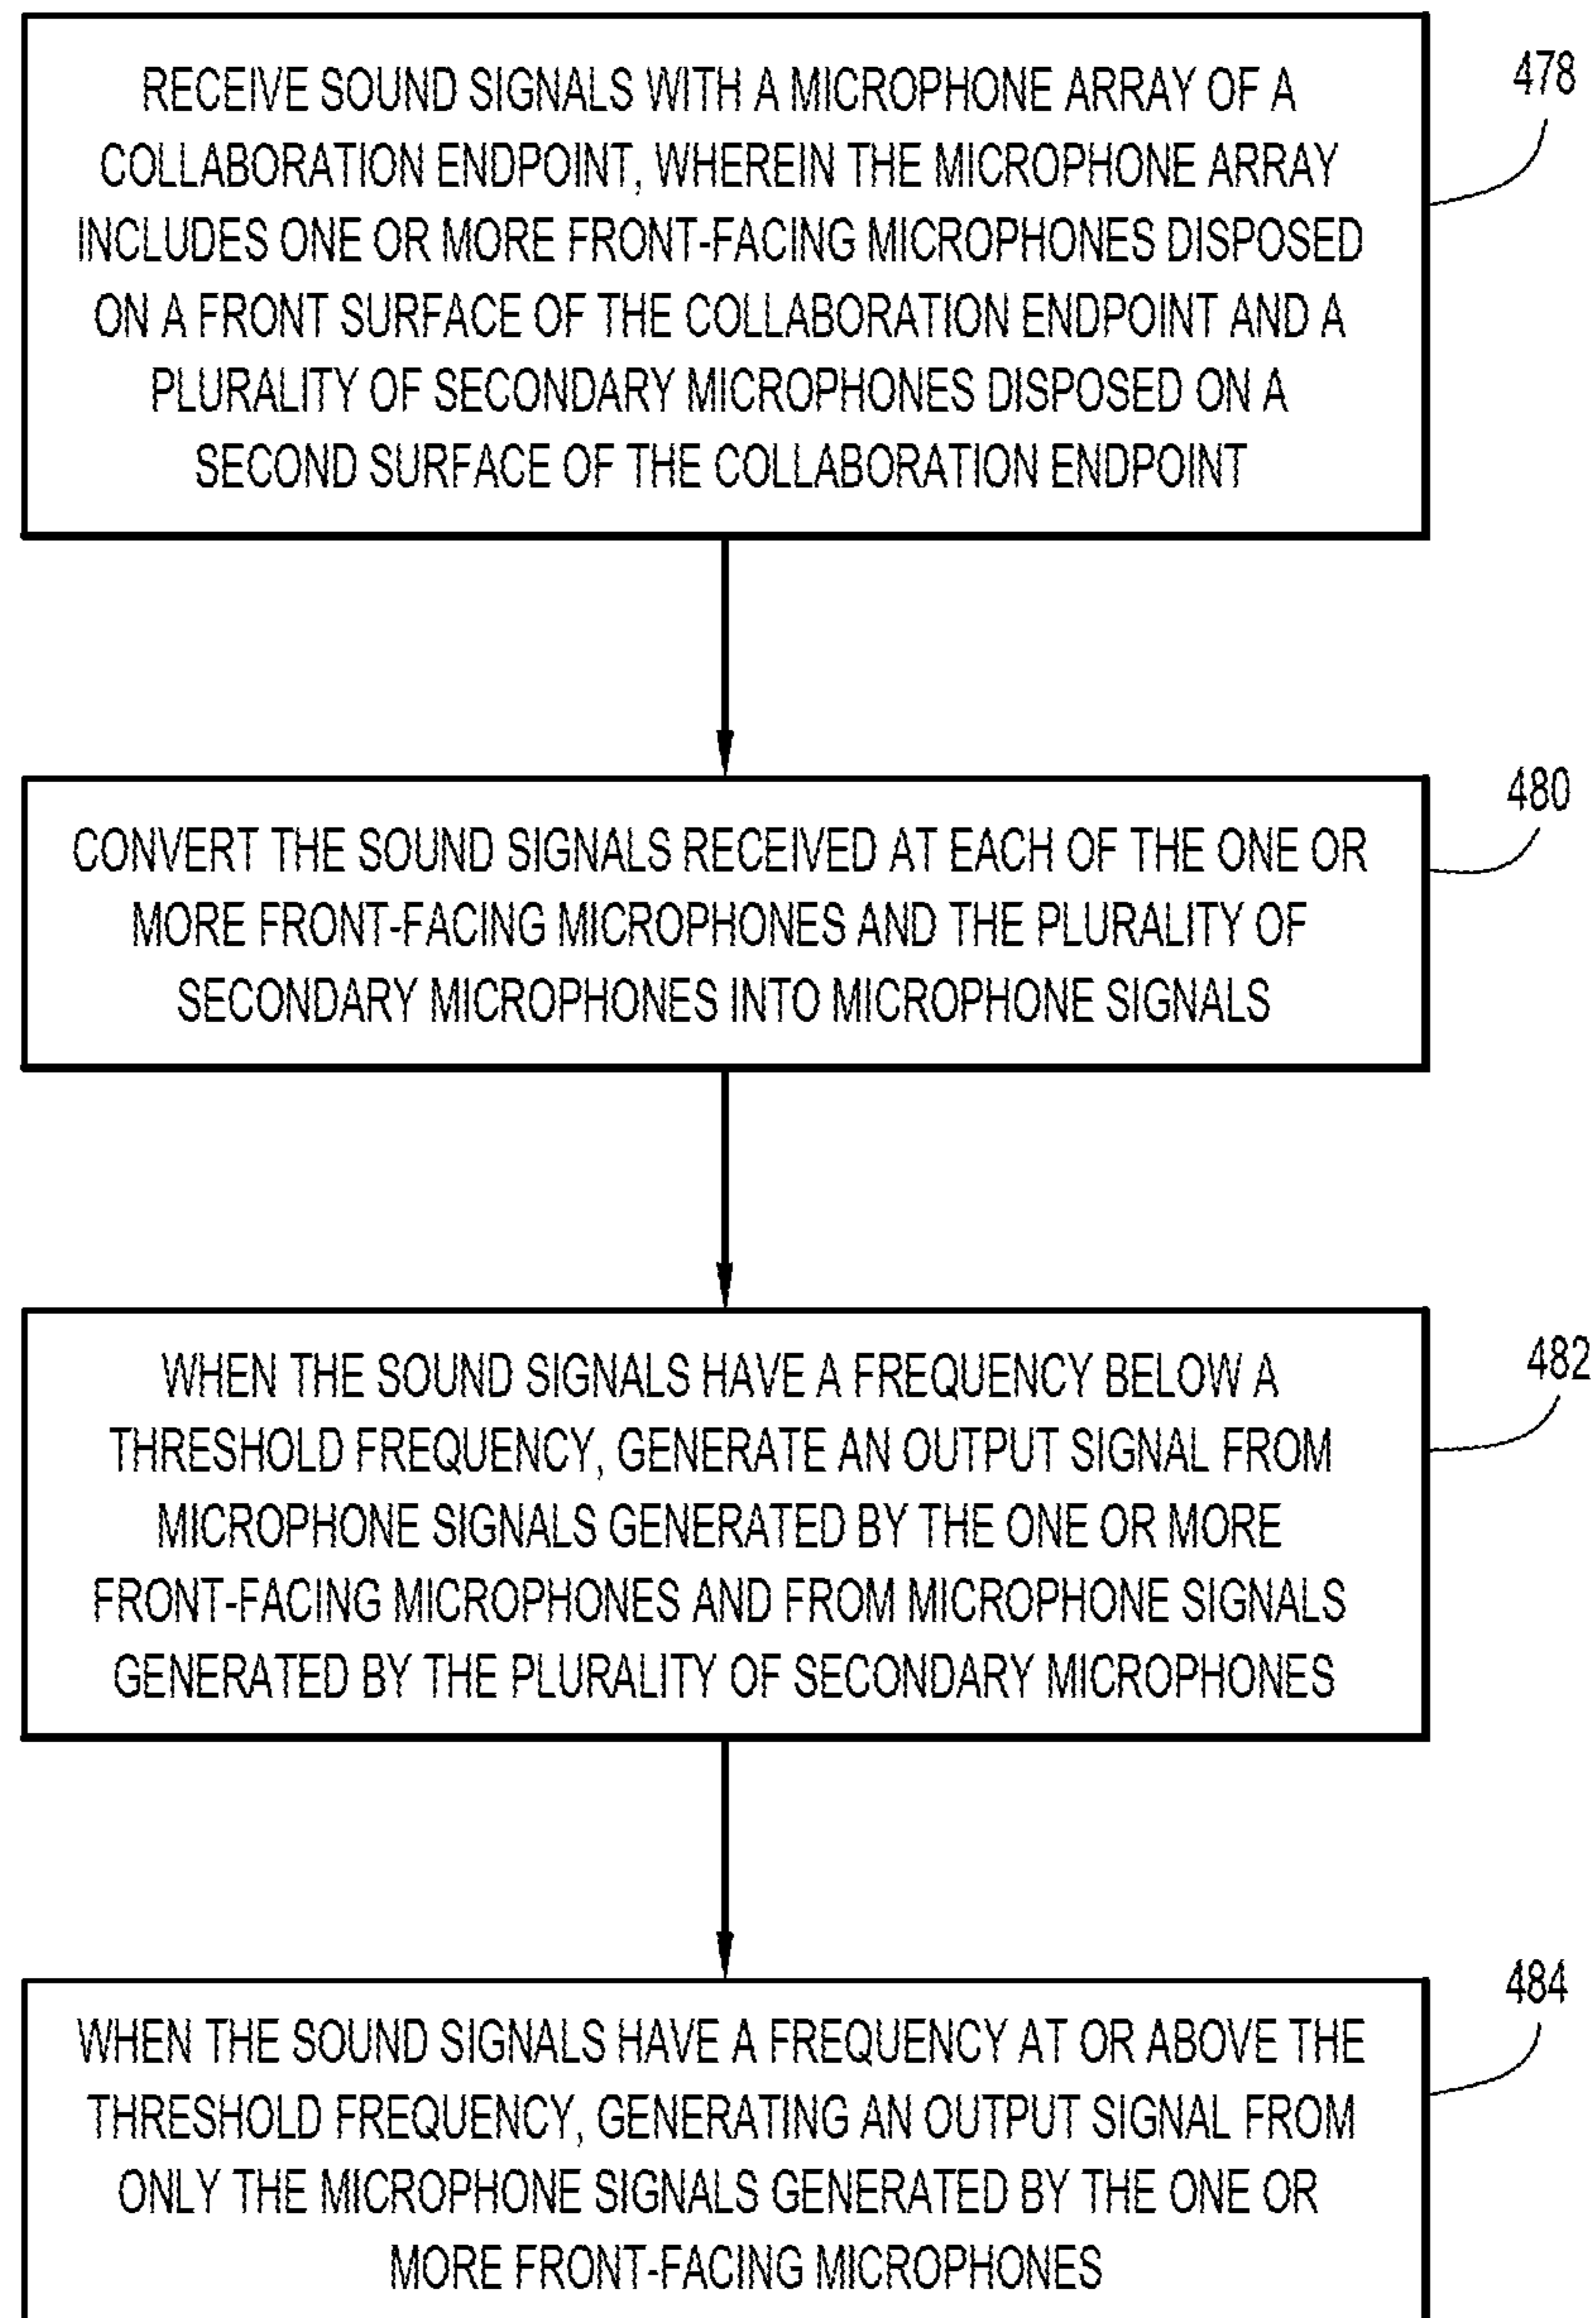 RECEIVE SOUND SIGNALS WITH A MICROPHONE ARRAY OF A
COLLABORATION ENDPOINT, WHEREIN THE MICROPHONE ARRAY
INCLUDES ONE OR MORE FRONT-FACING MICROPHONES DISPOSED
ON A FRONT SURFACE OF THE COLLABORATION ENDPOINT AND A
PLURALITY OF SECONDARY MICROPHONES DISPOSED ON A
SECOND SURFACE OF THE COLLABORATION ENDPOINT
478
CONVERT THE SOUND SIGNALS RECEIVED AT EACH OF THE ONE OR
MORE FRONT-FACING MICROPHONES AND THE PLURALITY OF
SECONDARY MICROPHONES INTO MICROPHONE SIGNALS
480
WHEN THE SOUND SIGNALS HAVE A FREQUENCY BELOW A
THRESHOLD FREQUENCY, GENERATE AN OUTPUT SIGNAL FROM
MICROPHONE SIGNALS GENERATED BY THE ONE OR MORE
FRONT-FACING MICROPHONES AND FROM MICROPHONE SIGNALS
GENERATED BY THE PLURALITY OF SECONDARY MICROPHONES
482
WHEN THE SOUND SIGNALS HAVE A FREQUENCY AT OR ABOVE THE
THRESHOLD FREQUENCY, GENERATING AN OUTPUT SIGNAL FROM
ONLY THE MICROPHONE SIGNALS GENERATED BY THE ONE OR
MORE FRONT-FACING MICROPHONES
484